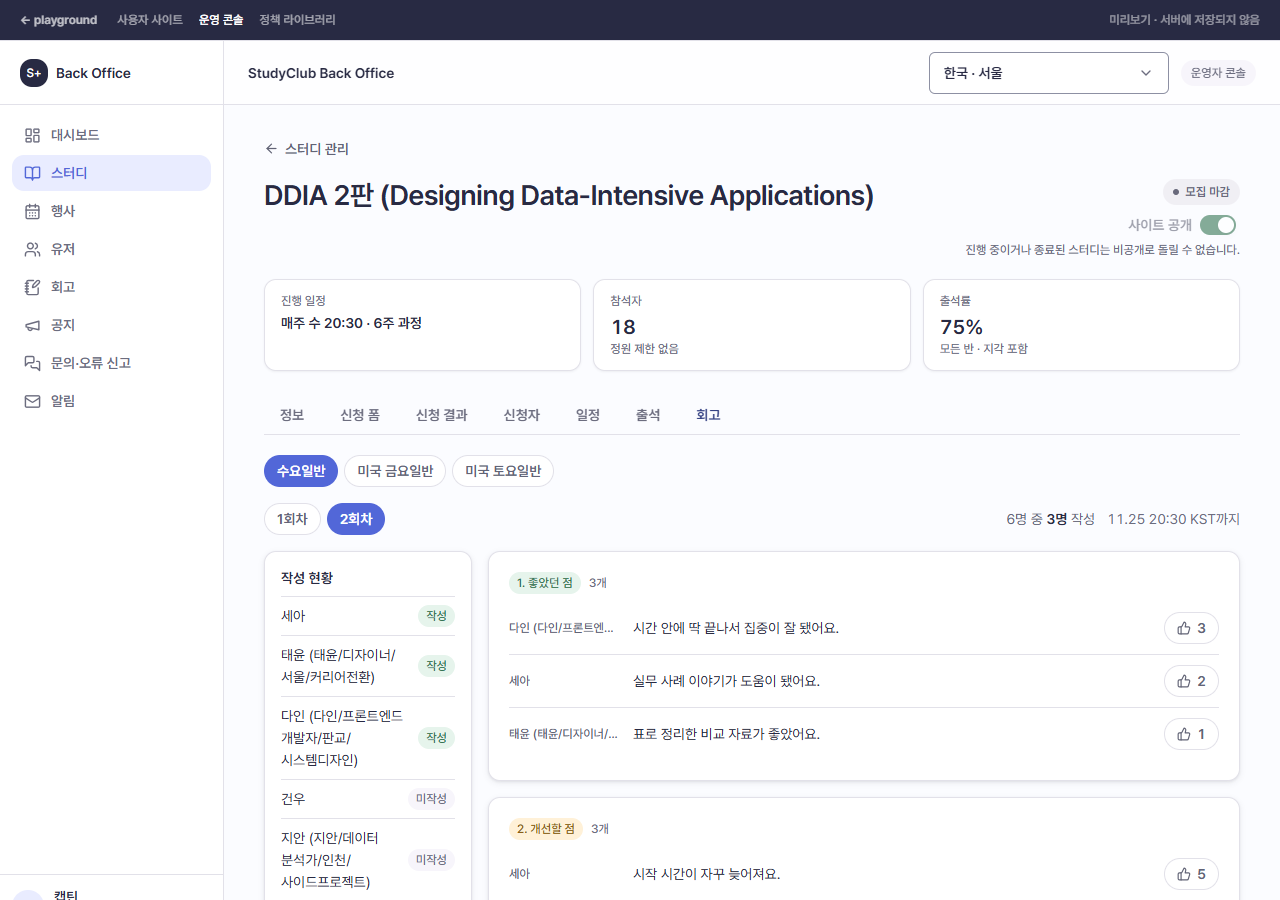 ← playground 사용자 사이트 운영 콘솔 정책 라이브러리 미리보기 · 서버에 저장되지 않음
S+ Back Office
StudyClub Back Office
한국 · 서울
운영자 콘솔
대시보드
스터디
행사
유저
회고
공지
문의·오류 신고
알림
캡틴
← 스터디 관리
DDIA 2판 (Designing Data-Intensive Applications)
모집 마감
사이트 공개
진행 중이거나 종료된 스터디는 비공개로 돌릴 수 없습니다.
진행 일정
매주 수 20:30 · 6주 과정
참석자
18
정원 제한 없음
출석률
75%
모든 반 · 지각 포함
정보 신청 폼 신청 결과 신청자 일정 출석 회고
수요일반 미국 금요일반 미국 토요일반
1회차 2회차
6명 중 3명 작성 11.25 20:30 KST까지
작성 현황
세아 작성
태윤 (태윤/디자이너/
서울/커리어전환) 작성
다인 (다인/프론트엔드
개발자/판교/
시스템디자인) 작성
건우 미작성
지안 (지안/데이터
분석가/인천/
사이드프로젝트) 미작성
1. 좋았던 점 3개
다인 (다인/프론트엔... 시간 안에 딱 끝나서 집중이 잘 됐어요. 3
세아 실무 사례 이야기가 도움이 됐어요. 2
태윤 (태윤/디자이너/... 표로 정리한 비교 자료가 좋았어요. 1
2. 개선할 점 3개
세아 시작 시간이 자꾸 늦어져요. 5